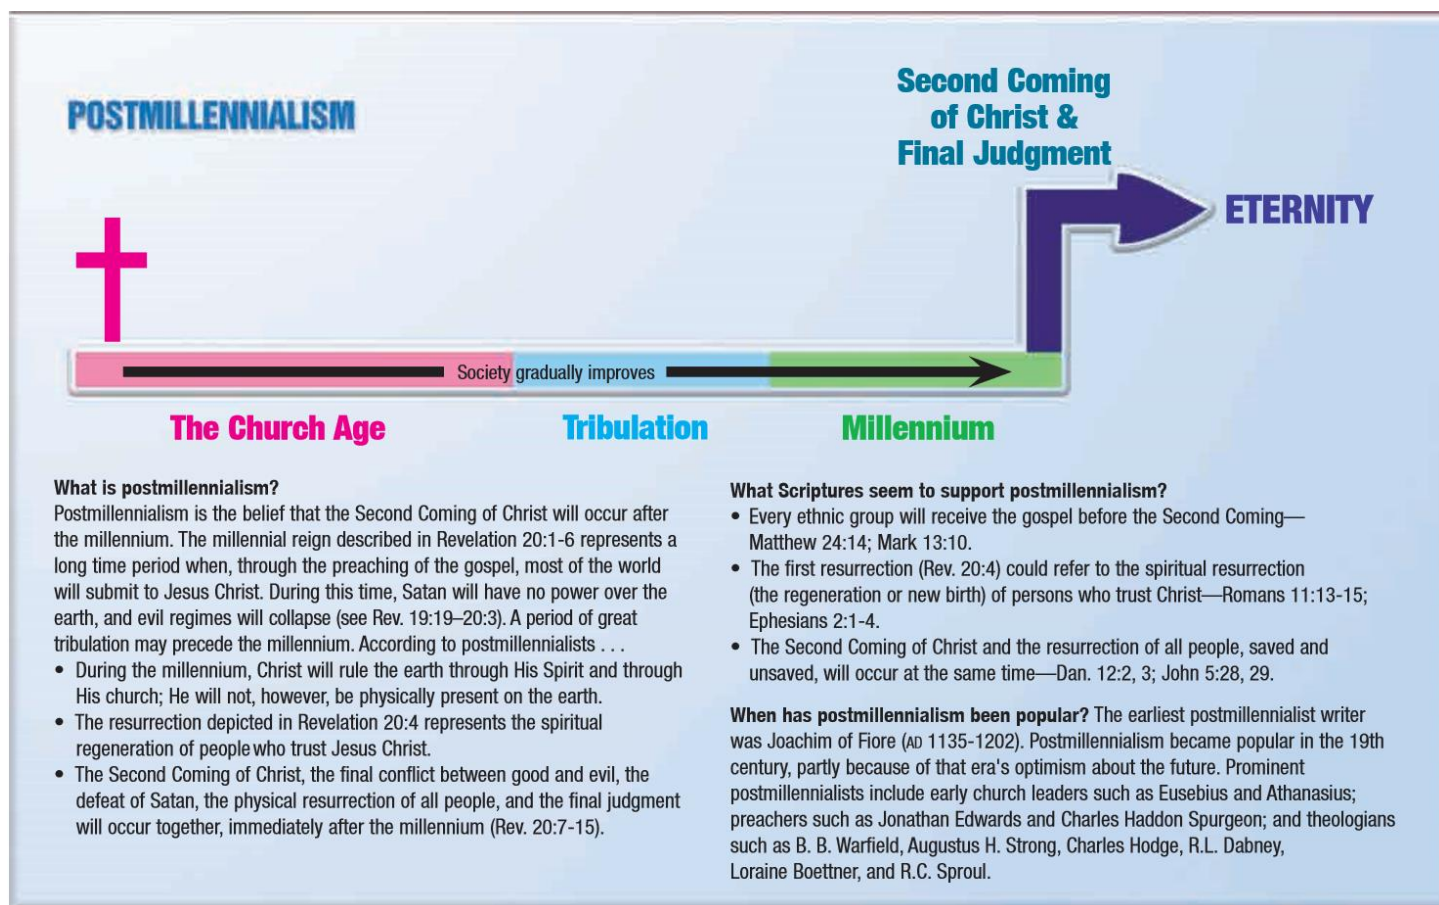 POSTMILLENNIALISM
Second Coming
of Christ &
Final Judgment
ETERNITY
Society gradually improves
The Church Age
Tribulation
Millennium
What is postmillennialism?
Postmillennialism is the belief that the Second Coming of Christ will occur after
the millennium. The millennial reign described in Revelation 20:1-6 represents a
long time period when, through the preaching of the gospel, most of the world
will submit to Jesus Christ. During this time, Satan will have no power over the
earth, and evil regimes will collapse (see Rev. 19:19–20:3). A period of great
tribulation may precede the millennium. According to postmillennialists . . .
• During the millennium, Christ will rule the earth through His Spirit and through
His church; He will not, however, be physically present on the earth.
• The resurrection depicted in Revelation 20:4 represents the spiritual
regeneration of people who trust Jesus Christ.
• The Second Coming of Christ, the final conflict between good and evil, the
defeat of Satan, the physical resurrection of all people, and the final judgment
will occur together, immediately after the millennium (Rev. 20:7-15).
What Scriptures seem to support postmillennialism?
• Every ethnic group will receive the gospel before the Second Coming—
Matthew 24:14; Mark 13:10.
• The first resurrection (Rev. 20:4) could refer to the spiritual resurrection
(the regeneration or new birth) of persons who trust Christ—Romans 11:13-15;
Ephesians 2:1-4.
• The Second Coming of Christ and the resurrection of all people, saved and
unsaved, will occur at the same time—Dan. 12:2, 3; John 5:28, 29.
When has postmillennialism been popular? The earliest postmillennialist writer
was Joachim of Fiore (AD 1135-1202). Postmillennialism became popular in the 19th
century, partly because of that era's optimism about the future. Prominent
postmillennialists include early church leaders such as Eusebius and Athanasius;
preachers such as Jonathan Edwards and Charles Haddon Spurgeon; and theologians
such as B. B. Warfield, Augustus H. Strong, Charles Hodge, R.L. Dabney,
Loraine Boettner, and R.C. Sproul.